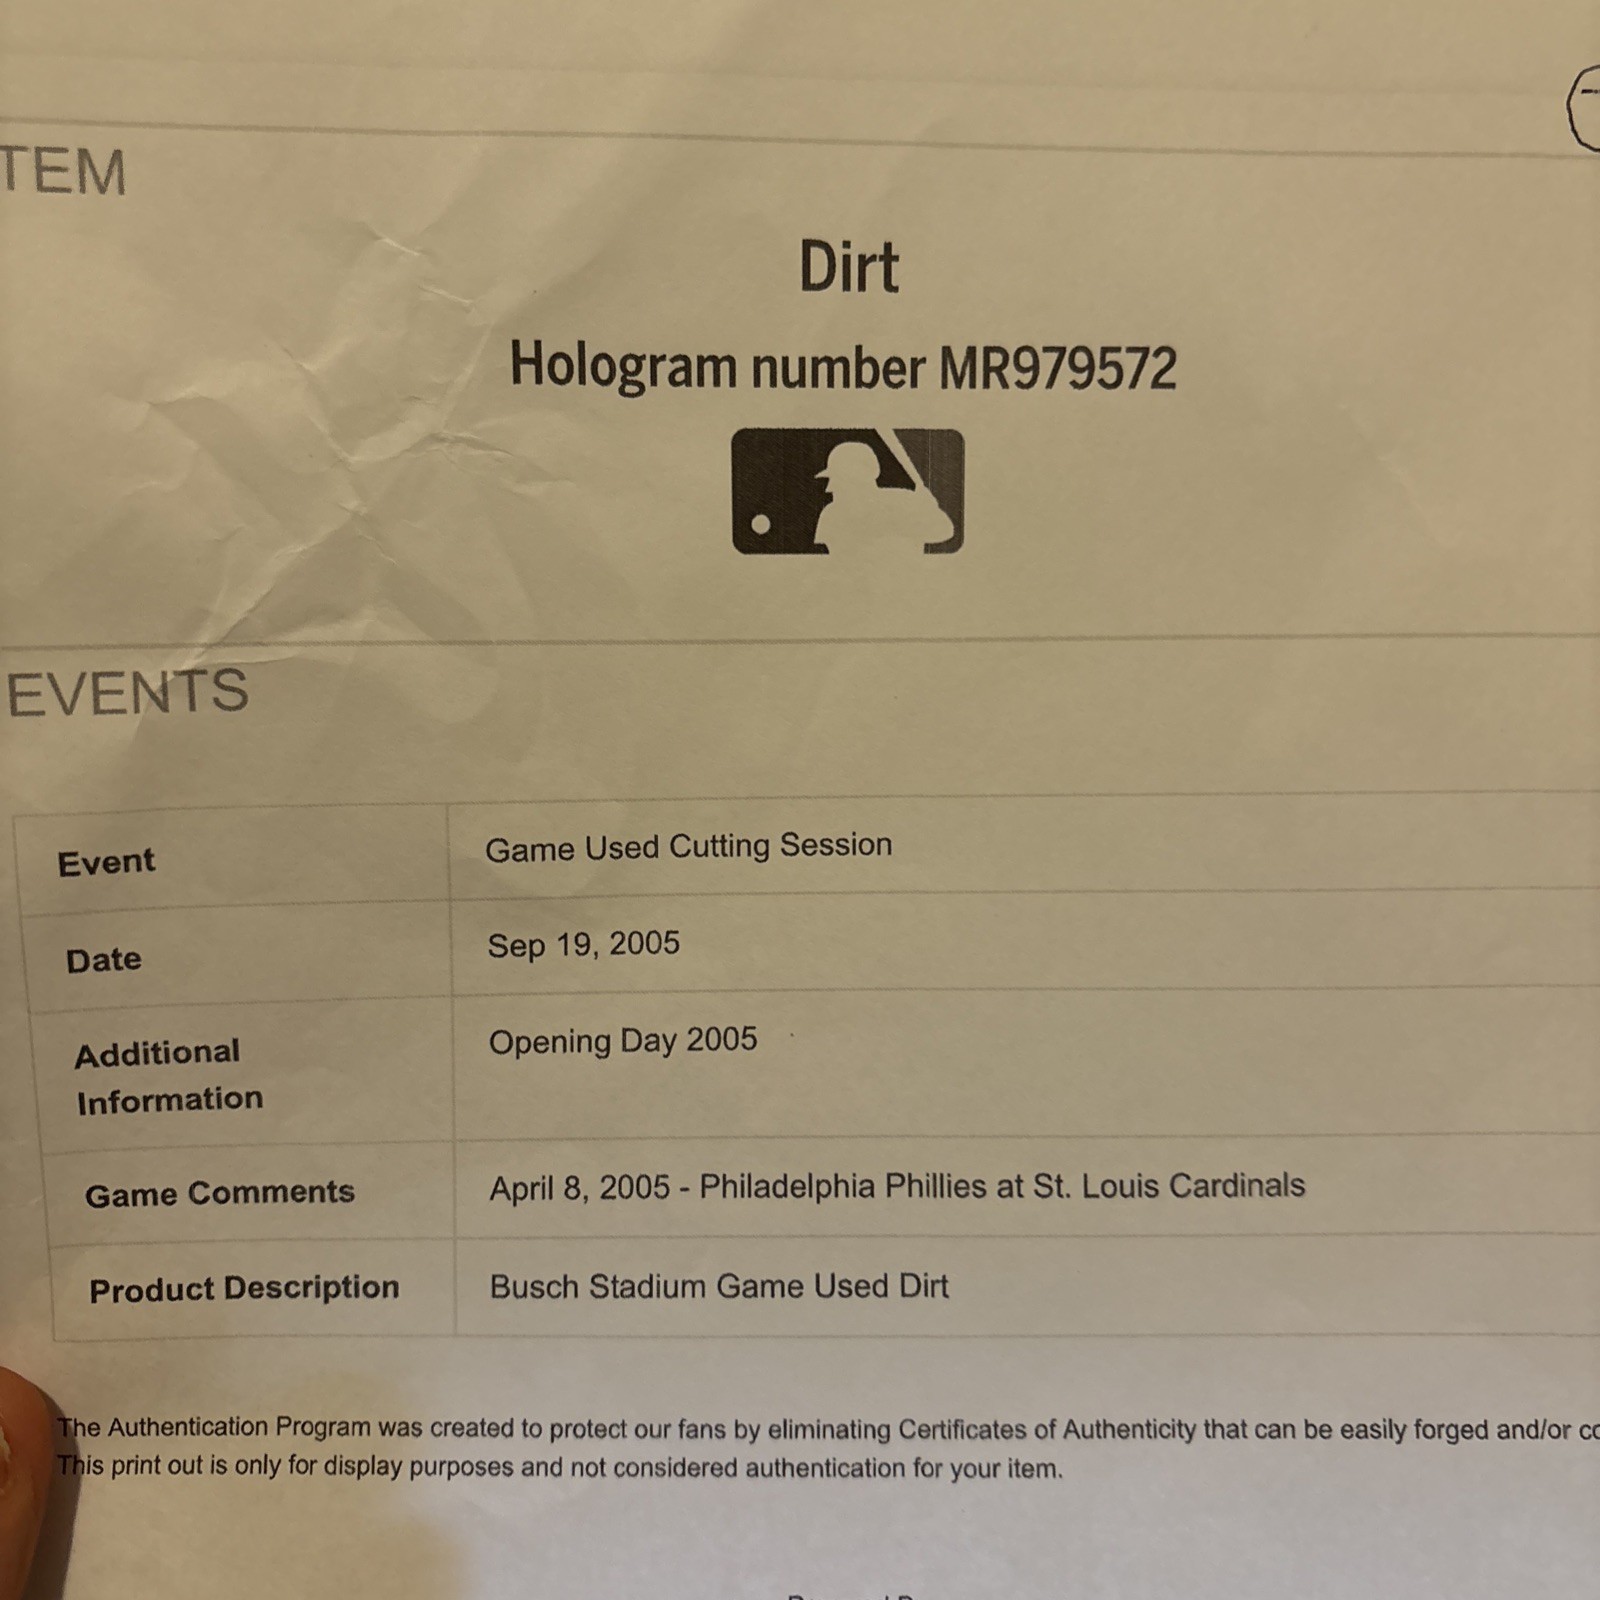 TEM
Dirt
Hologram number MR979572
EVENTS
Event Game Used Cutting Session
Date Sep 19, 2005
Additional Information Opening Day 2005
Game Comments April 8, 2005 - Philadelphia Phillies at St. Louis Cardinals
Product Description Busch Stadium Game Used Dirt
The Authentication Program was created to protect our fans by eliminating Certificates of Authenticity that can be easily forged and/or
This print out is only for display purposes and not considered authentication for your item.